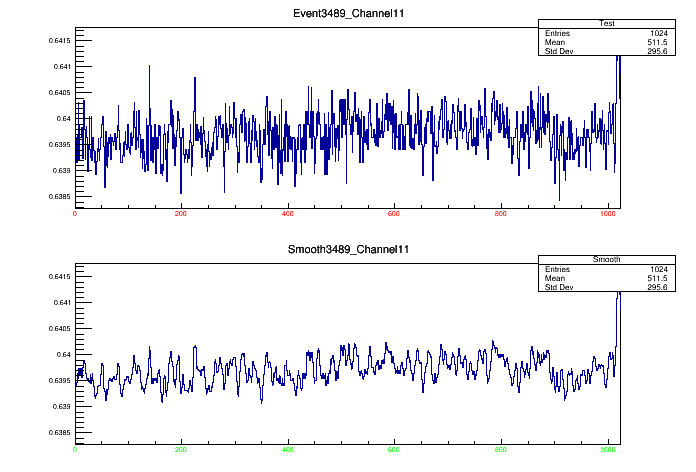 Event3489_Channel11
Test
Entries 1024
Mean 511.5
Std Dev 295.6
0.6415
0.641
0.6405
0.64
0.6395
0.639
0.6385
0 200 400 600 800 1000
Smooth3489_Channel11
Smooth
Entries 1024
Mean 511.5
Std Dev 295.6
0.6415
0.641
0.6405
0.64
0.6395
0.639
0.6385
0 200 400 600 800 1000